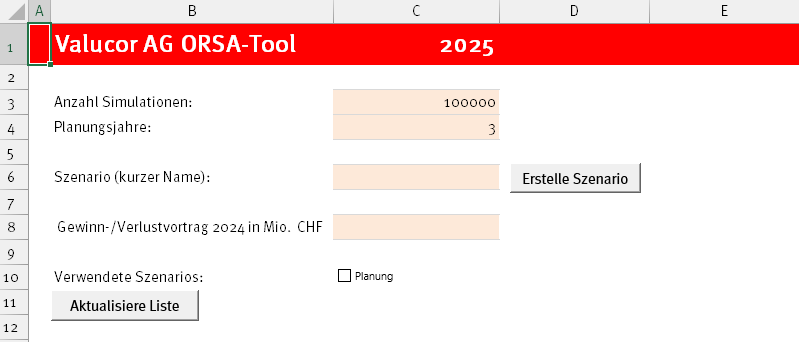 A B C D E
1 Valucor AG ORSA-Tool 2025
2
3 Anzahl Simulationen: 100000
4 Planungsjahre: 3
5
6 Szenario (kurzer Name): Erstelle Szenario
7
8 Gewinn-/Verlustvortrag 2024 in Mio. CHF
9
10 Verwendete Szenarios: Planung
11 Aktualisiere Liste
12